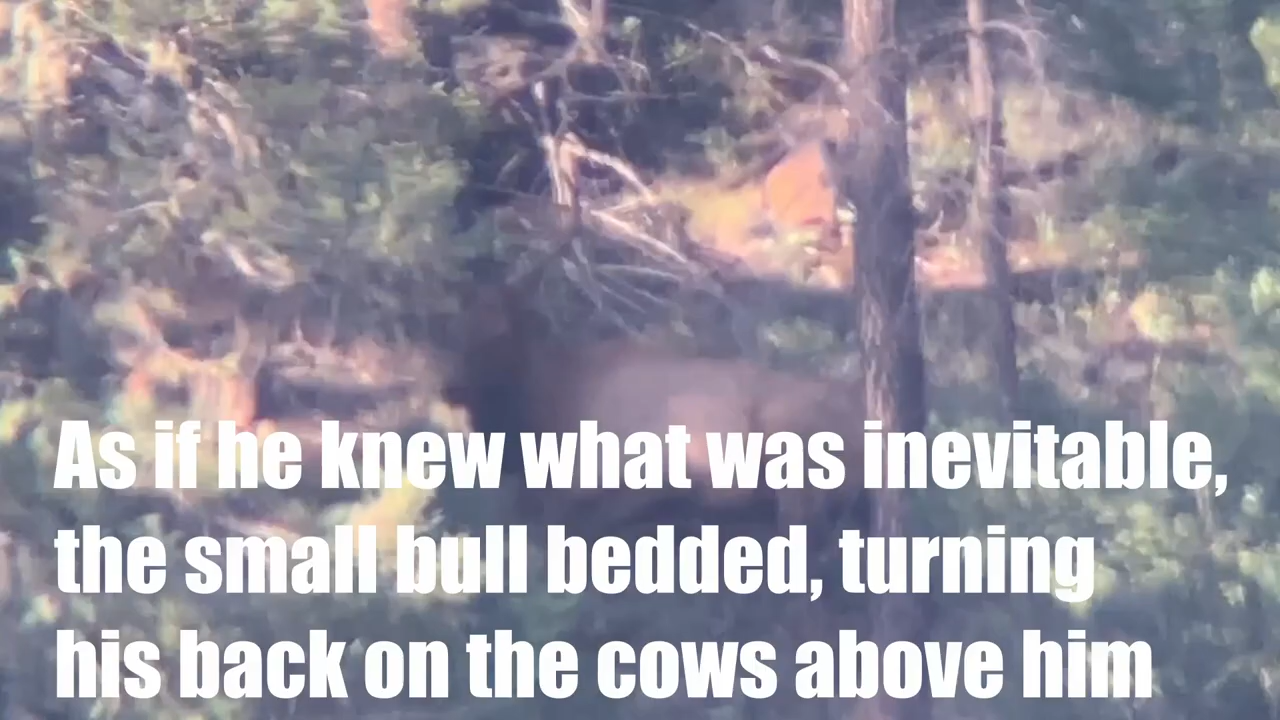 As if he knew what was inevitable,
the small bull bedded, turning
his back on the cows above him